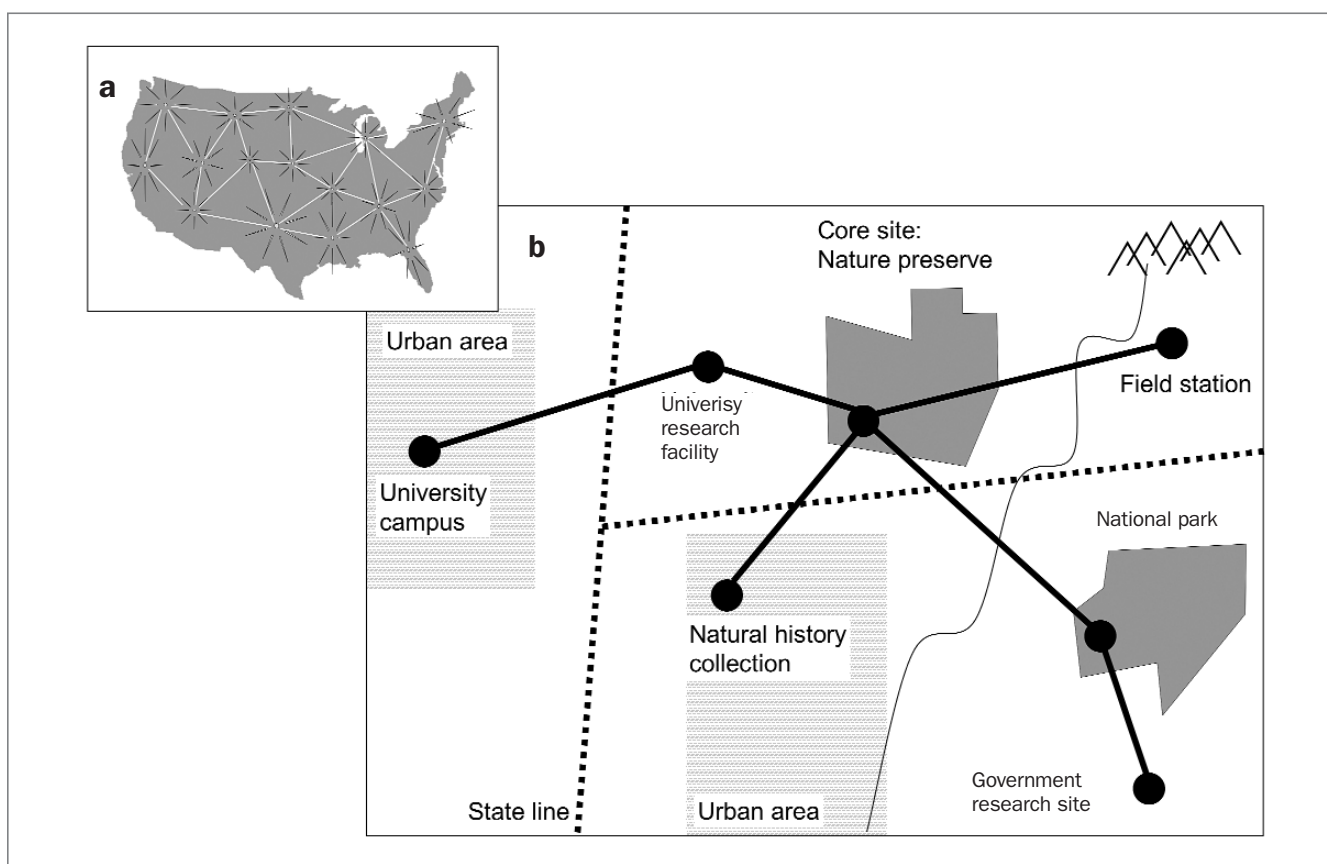 a
b
Core site:
Nature preserve
Urban area
Field station
Univerisy
research
facility
University
campus
National park
Natural history
collection
Government
research site
State line
Urban area